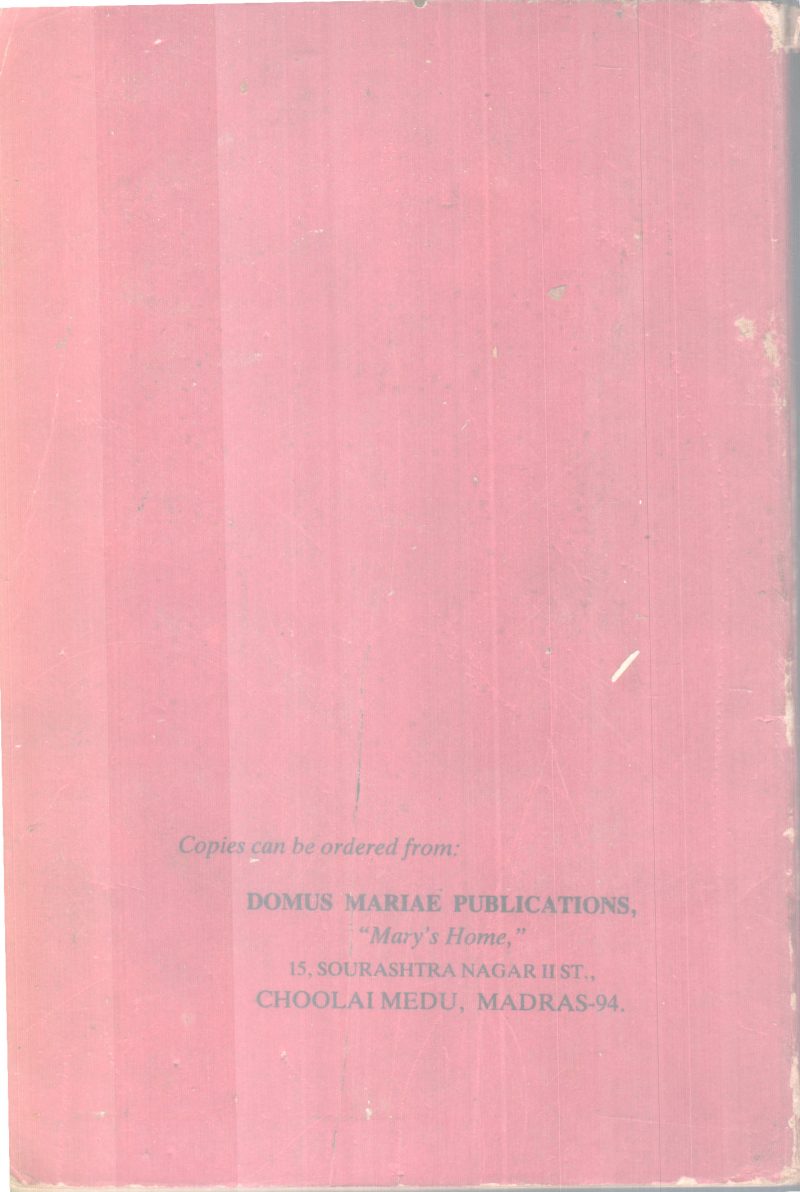 Copies can be ordered from:
DOMUS MARIAE PUBLICATIONS,
“Mary's Home,”
15, SOURASHTRA NAGAR II ST.,
CHOOLAI MEDU, MADRAS-94.